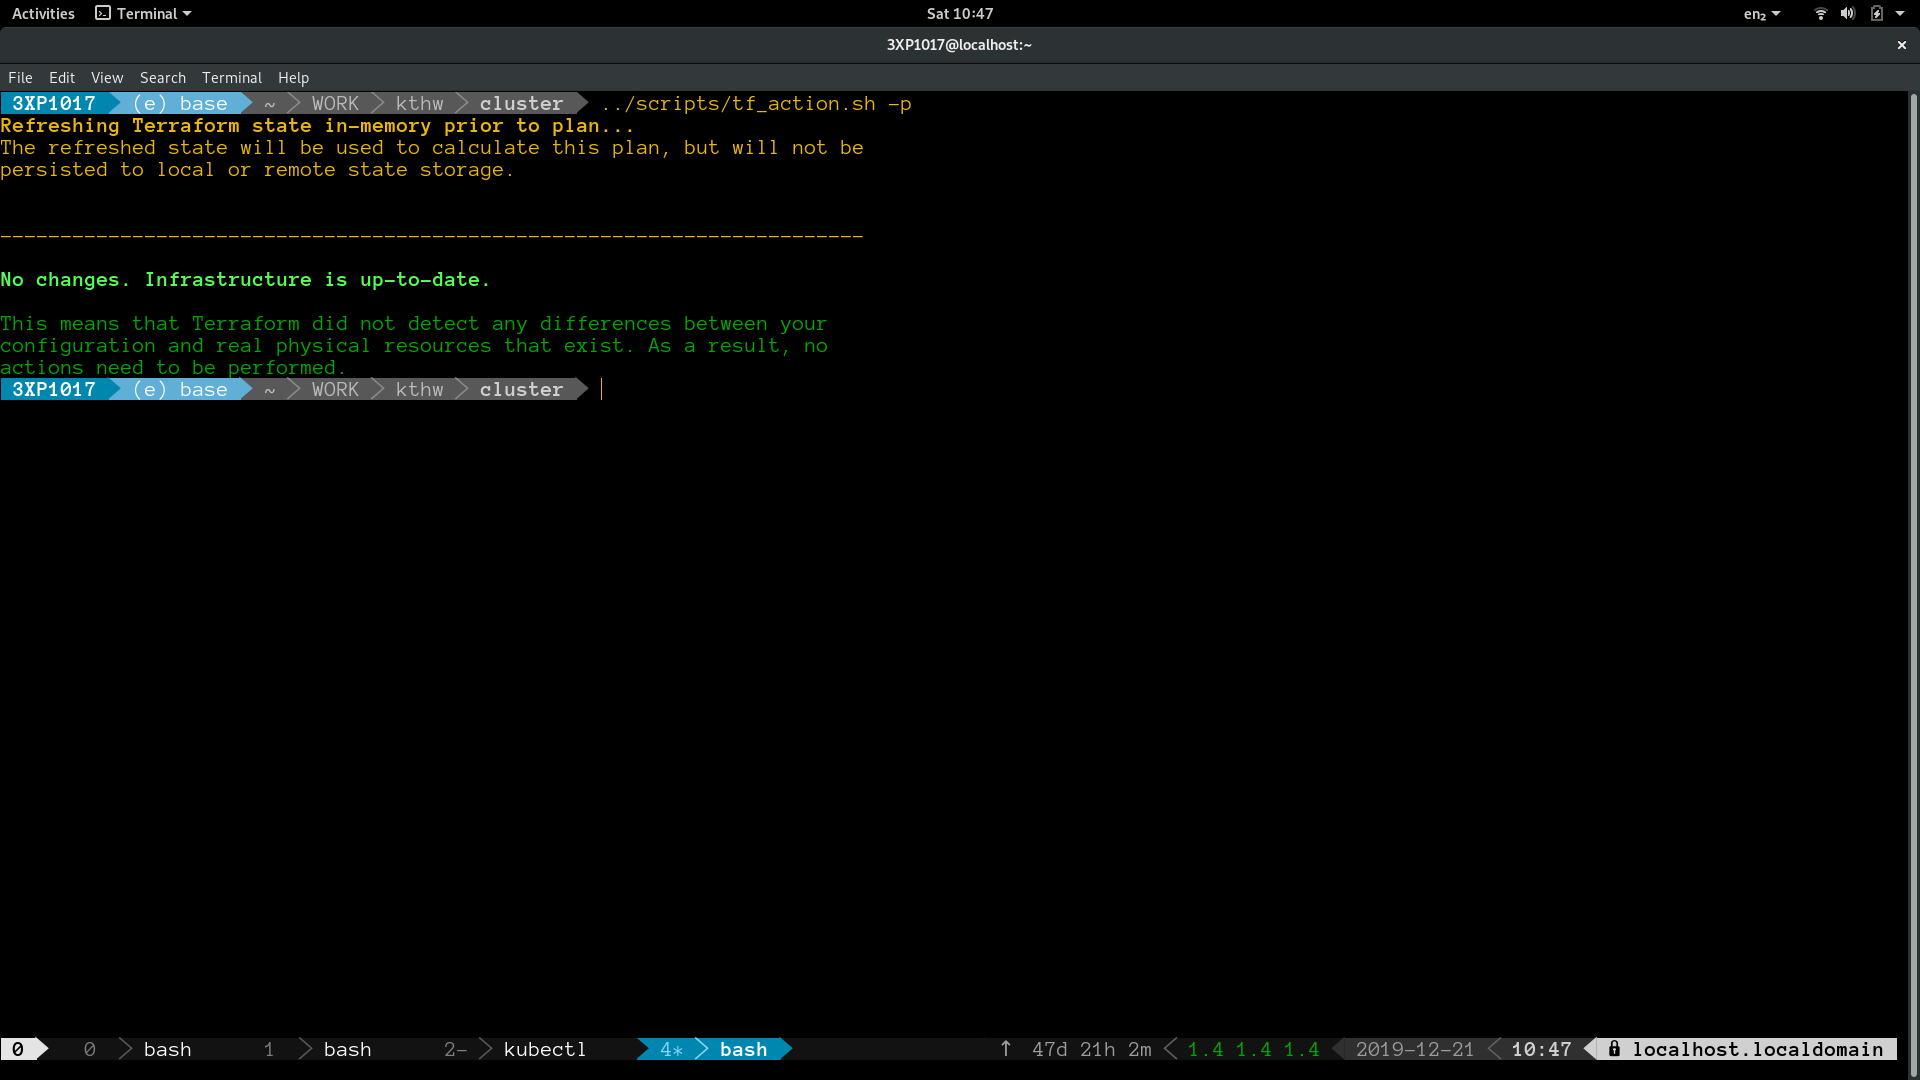 Activities Terminal Sat 10:47 en₂
3XP1017@localhost:~ ×
File Edit View Search Terminal Help
3XP1017 (e) base ~ WORK kthw cluster ../scripts/tf_action.sh -p
Refreshing Terraform state in-memory prior to plan...
The refreshed state will be used to calculate this plan, but will not be
persisted to local or remote state storage.
------------------------------------------------------------------------
No changes. Infrastructure is up-to-date.
This means that Terraform did not detect any differences between your
configuration and real physical resources that exist. As a result, no
actions need to be performed.
3XP1017 (e) base ~ WORK kthw cluster
0 0 bash 1 bash 2- kubectl 4* bash ↑ 47d 21h 2m 1.4 1.4 1.4 2019-12-21 10:47 localhost.localdomain